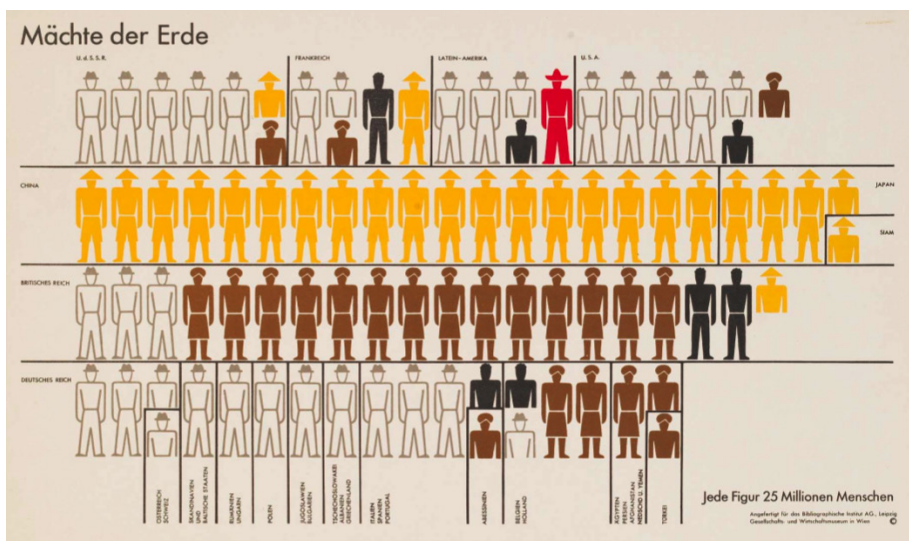 Mächte der Erde
U.d.S.S.R.
FRANKREICH
LATEIN-AMERIKA
U.S.A.
CHINA
JAPAN
SIAM
BRITISCHES REICH
DEUTSCHES REICH
ÖSTERREICH
SCHWEIZ
SKANDINAVIEN
UND
BALTISCHE STAATEN
RUMÄNIEN
UNGARN
POLEN
JUGOSLAWIEN
BULGARIEN
TSCHECHOSLOWAKEI
ALBANIEN
GRIECHENLAND
ITALIEN
SPANIEN
PORTUGAL
ABESSINIEN
BELGIEN
HOLLAND
ÄGYPTEN
PERSIEN
AFGHANISTAN
NEDSCHD U. YEMEN
TÜRKEI
Jede Figur 25 Millionen Menschen
Angefertigt für das Bibliographische Institut AG., Leipzig
Gesellschafts- und Wirtschaftsmuseum in Wien ©